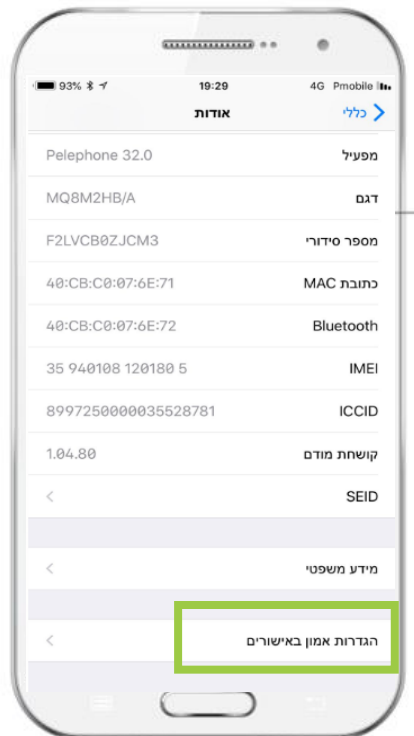 93% 19:29 4G Pmobile
כללי אודות
מפעיל Pelephone 32.0
דגם MQ8M2HB/A
מספר סידורי F2LVCB0ZJCM3
כתובת MAC 40:CB:C0:07:6E:71
Bluetooth 40:CB:C0:07:6E:72
IMEI 35 940108 120180 5
ICCID 8997250000035528781
קושחת מודם 1.04.80
SEID
מידע משפטי
הגדרות אמון באישורים